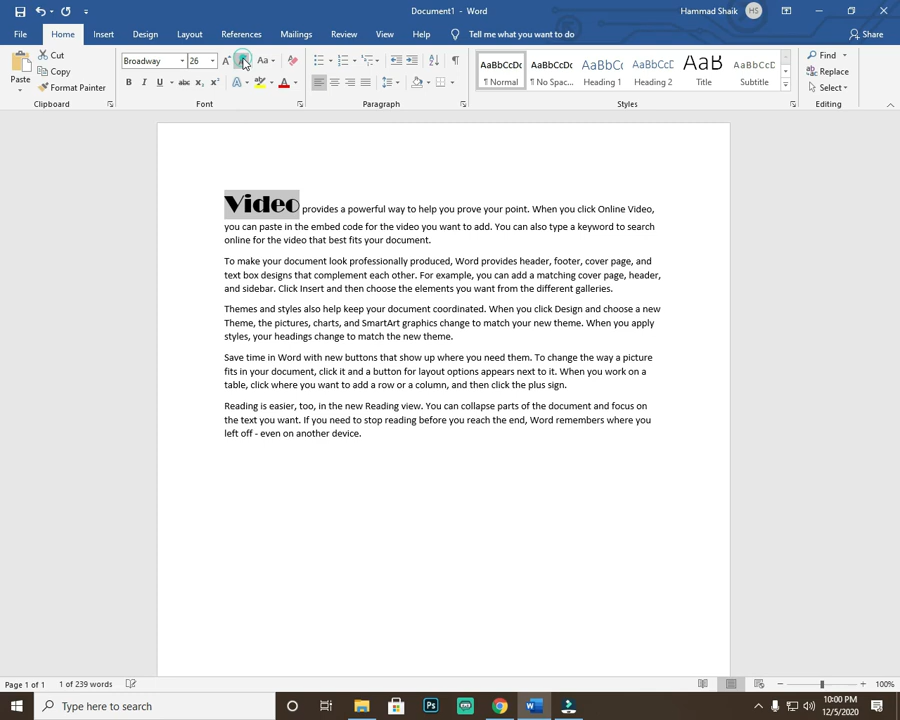 Document1 - Word
Hammad Shaik
HS
File Home Insert Design Layout References Mailings Review View Help Tell me what you want to do
Share
Paste
Cut
Copy
Format Painter
Clipboard
Broadway
26
Aa
B I U abc x₂ x²
Font
Paragraph
AaBbCcDc AaBbCcDc AaBbCc AaBbCcD AaB AaBbCcD
¶ Normal ¶ No Spac... Heading 1 Heading 2 Title Subtitle
Styles
Find
Replace
Select
Editing
Video provides a powerful way to help you prove your point. When you click Online Video,
you can paste in the embed code for the video you want to add. You can also type a keyword to search
online for the video that best fits your document.
To make your document look professionally produced, Word provides header, footer, cover page, and
text box designs that complement each other. For example, you can add a matching cover page, header,
and sidebar. Click Insert and then choose the elements you want from the different galleries.
Themes and styles also help keep your document coordinated. When you click Design and choose a new
Theme, the pictures, charts, and SmartArt graphics change to match your new theme. When you apply
styles, your headings change to match the new theme.
Save time in Word with new buttons that show up where you need them. To change the way a picture
fits in your document, click it and a button for layout options appears next to it. When you work on a
table, click where you want to add a row or a column, and then click the plus sign.
Reading is easier, too, in the new Reading view. You can collapse parts of the document and focus on
the text you want. If you need to stop reading before you reach the end, Word remembers where you
left off - even on another device.
Page 1 of 1 1 of 239 words
100%
Type here to search
Ps
10:00 PM
12/5/2020